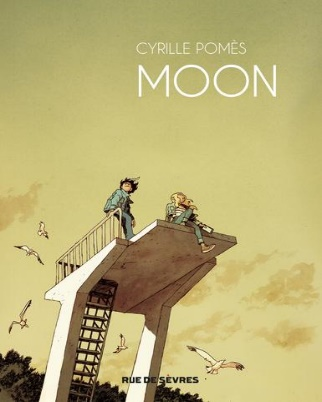 CYRILLE POMÈS
MOON
RUE DE SÈVRES